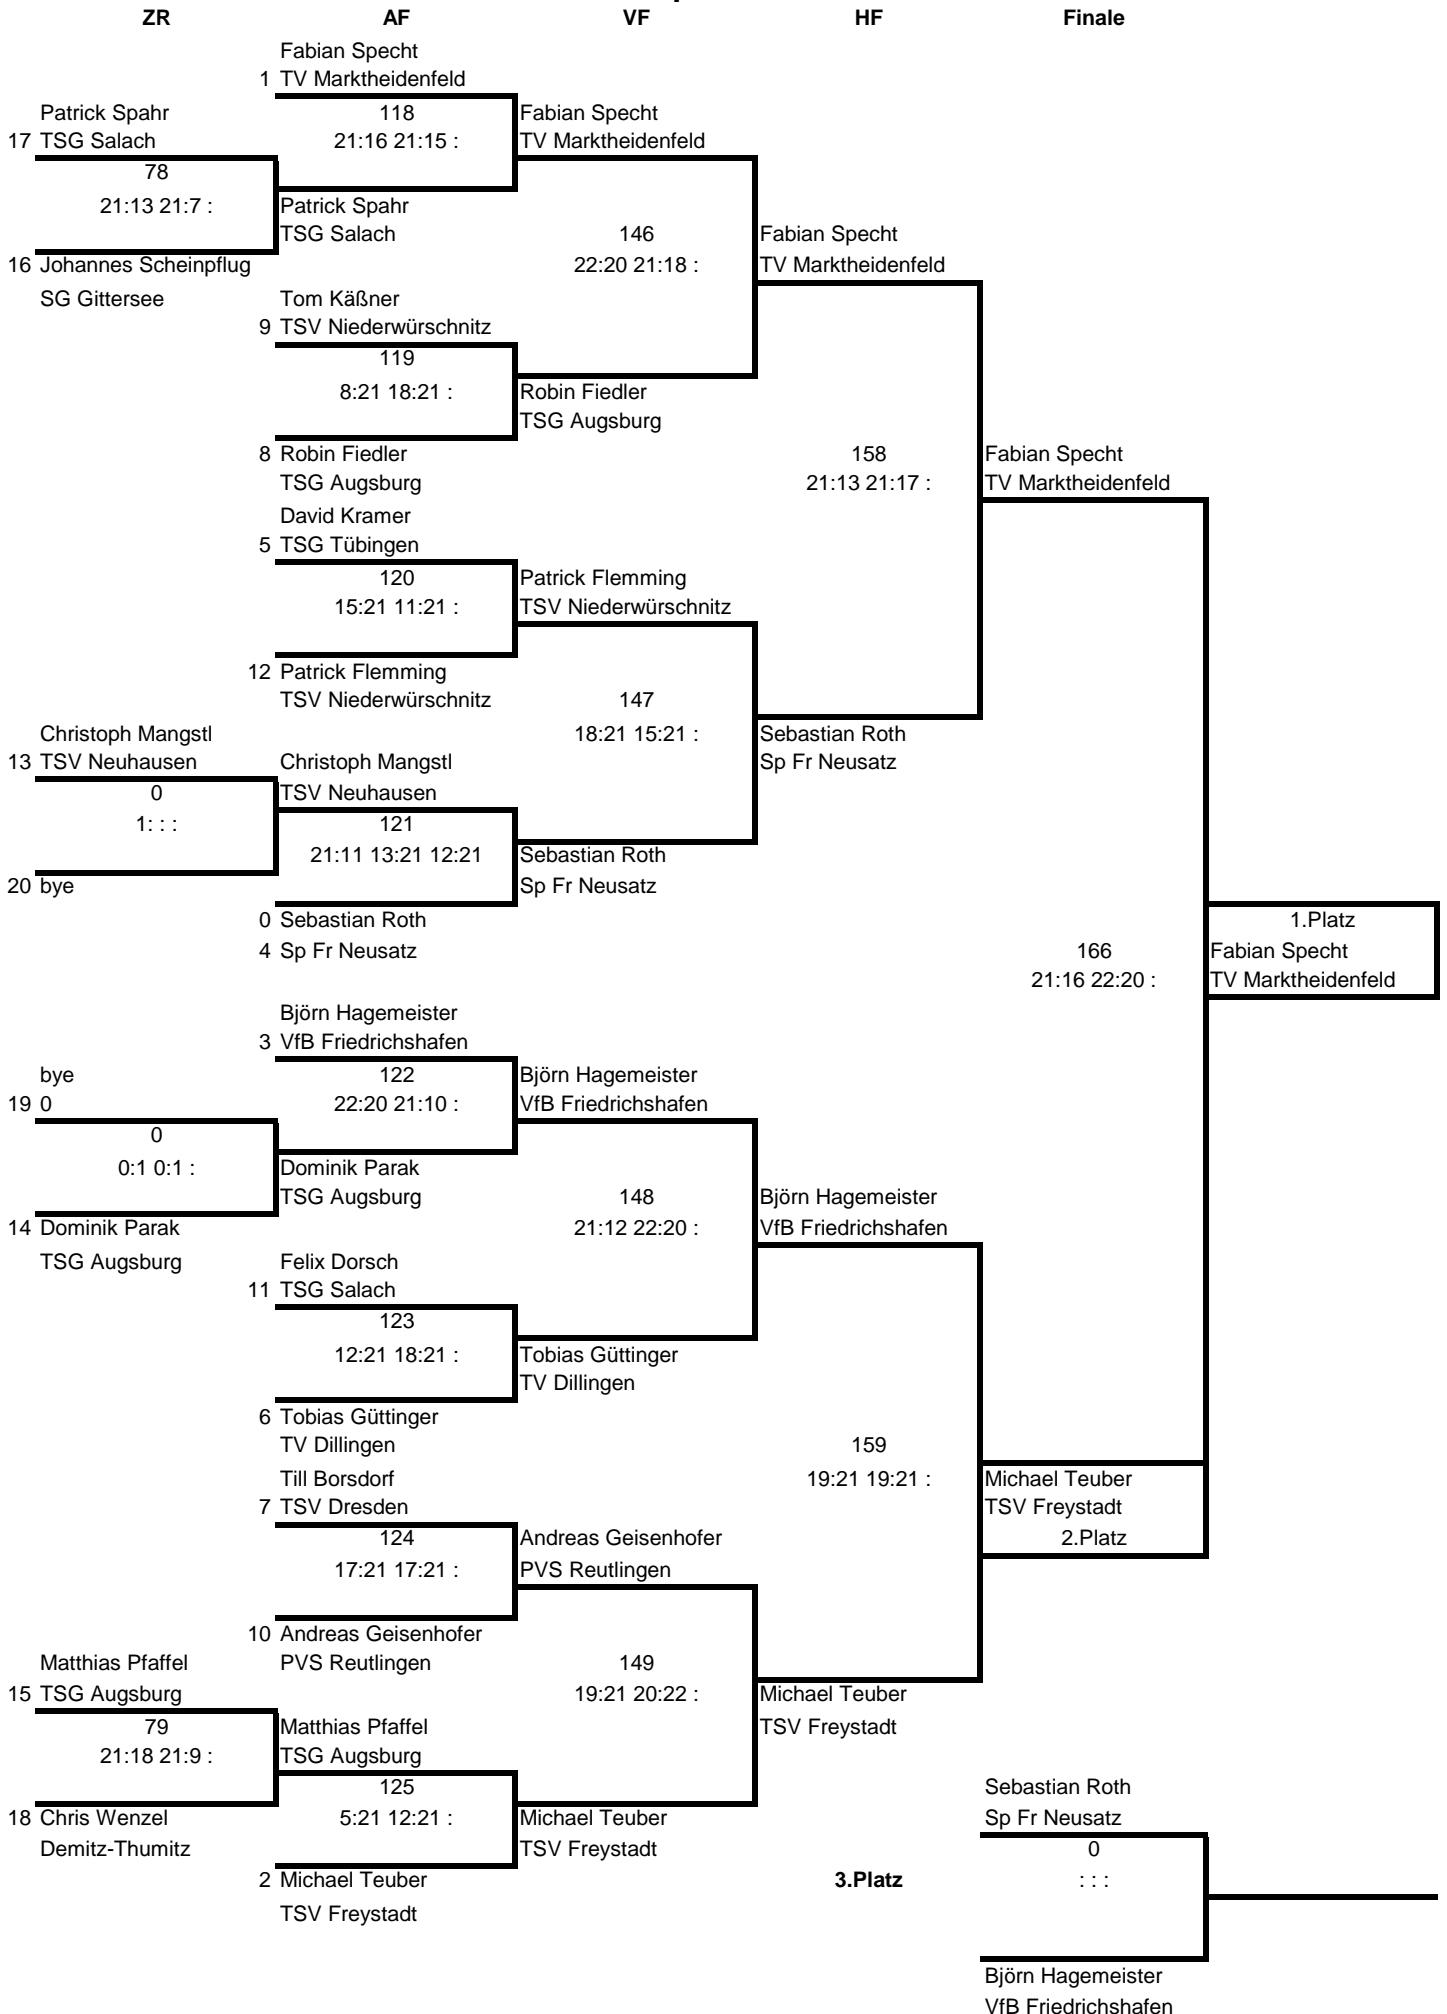 ZR AF VF HF Finale
Fabian Specht
1 TV Marktheidenfeld
Patrick Spahr 118 Fabian Specht
17 TSG Salach 21:16 21:15 : TV Marktheidenfeld
78
21:13 21:7 : Patrick Spahr
TSG Salach 146 Fabian Specht
16 Johannes Scheinpflug 22:20 21:18 : TV Marktheidenfeld
SG Gittersee Tom Käßner
9 TSV Niederwürschnitz
119
8:21 18:21 : Robin Fiedler
TSG Augsburg
8 Robin Fiedler 158 Fabian Specht
TSG Augsburg 21:13 21:17 : TV Marktheidenfeld
David Kramer
5 TSG Tübingen
120 Patrick Flemming
15:21 11:21 : TSV Niederwürschnitz
12 Patrick Flemming
TSV Niederwürschnitz 147
Christoph Mangstl 18:21 15:21 : Sebastian Roth
13 TSV Neuhausen Christoph Mangstl Sp Fr Neusatz
0 TSV Neuhausen
1: : : 121
21:11 13:21 12:21 Sebastian Roth
20 bye Sp Fr Neusatz
0 Sebastian Roth 1.Platz
4 Sp Fr Neusatz 166 Fabian Specht
21:16 22:20 : TV Marktheidenfeld
Björn Hagemeister
3 VfB Friedrichshafen
bye 122 Björn Hagemeister
19 0 22:20 21:10 : VfB Friedrichshafen
0
0:1 0:1 : Dominik Parak
TSG Augsburg 148 Björn Hagemeister
14 Dominik Parak 21:12 22:20 : VfB Friedrichshafen
TSG Augsburg Felix Dorsch
11 TSG Salach
123
12:21 18:21 : Tobias Güttinger
TV Dillingen
6 Tobias Güttinger
TV Dillingen 159
Till Borsdorf 19:21 19:21 : Michael Teuber
7 TSV Dresden TSV Freystadt
124 Andreas Geisenhofer 2.Platz
17:21 17:21 : PVS Reutlingen
10 Andreas Geisenhofer
Matthias Pfaffel PVS Reutlingen 149
15 TSG Augsburg 19:21 20:22 : Michael Teuber
79 Matthias Pfaffel TSV Freystadt
21:18 21:9 : TSG Augsburg
125 Sebastian Roth
18 Chris Wenzel 5:21 12:21 : Michael Teuber Sp Fr Neusatz
Demitz-Thumitz TSV Freystadt 0
2 Michael Teuber 3.Platz : : :
TSV Freystadt
Björn Hagemeister
VfB Friedrichshafen